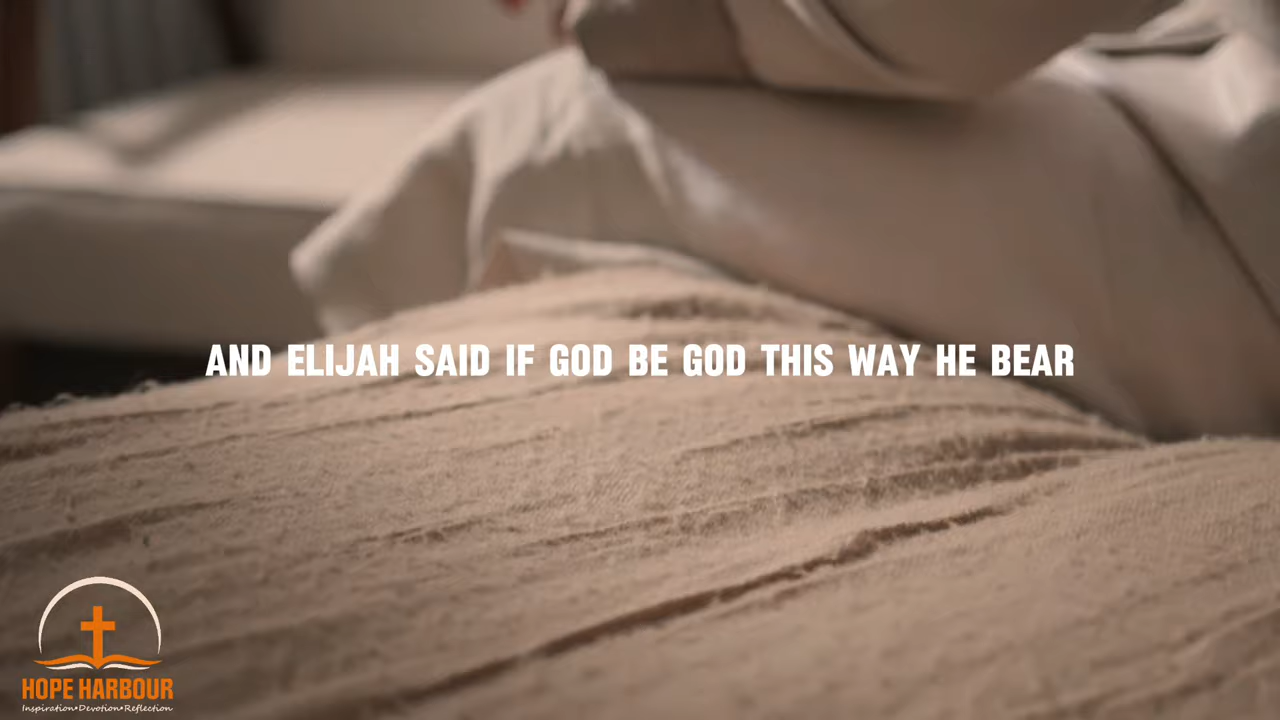 AND ELIJAH SAID IF GOD BE GOD THIS WAY HE BEAR
HOPE HARBOUR
Inspiration•Devotion•Reflection